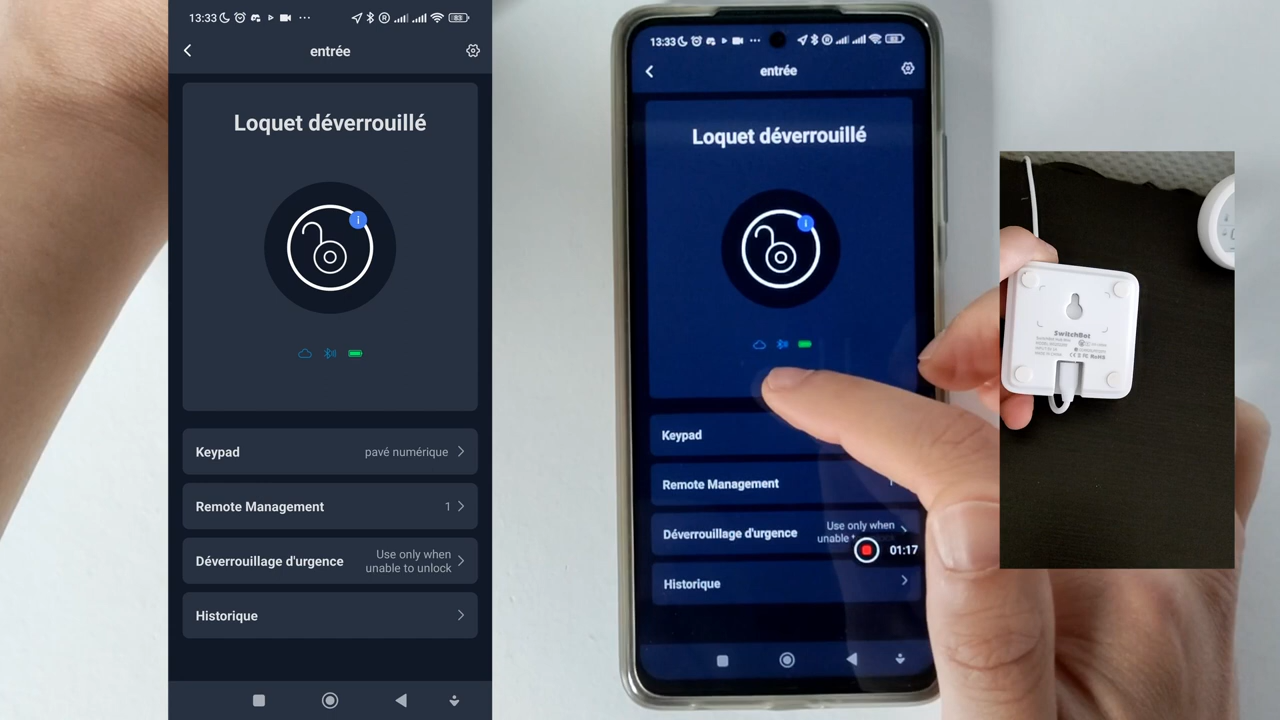 13:33
83
entrée
Loquet déverrouillé
i
Keypad
pavé numérique
Remote Management
1
Déverrouillage d'urgence
Use only when
unable to unlock
Historique
13:33
entrée
Loquet déverrouillé
i
Keypad
Remote Management
Déverrouillage d'urgence
Use only when
Historique
01:17
SwitchBot